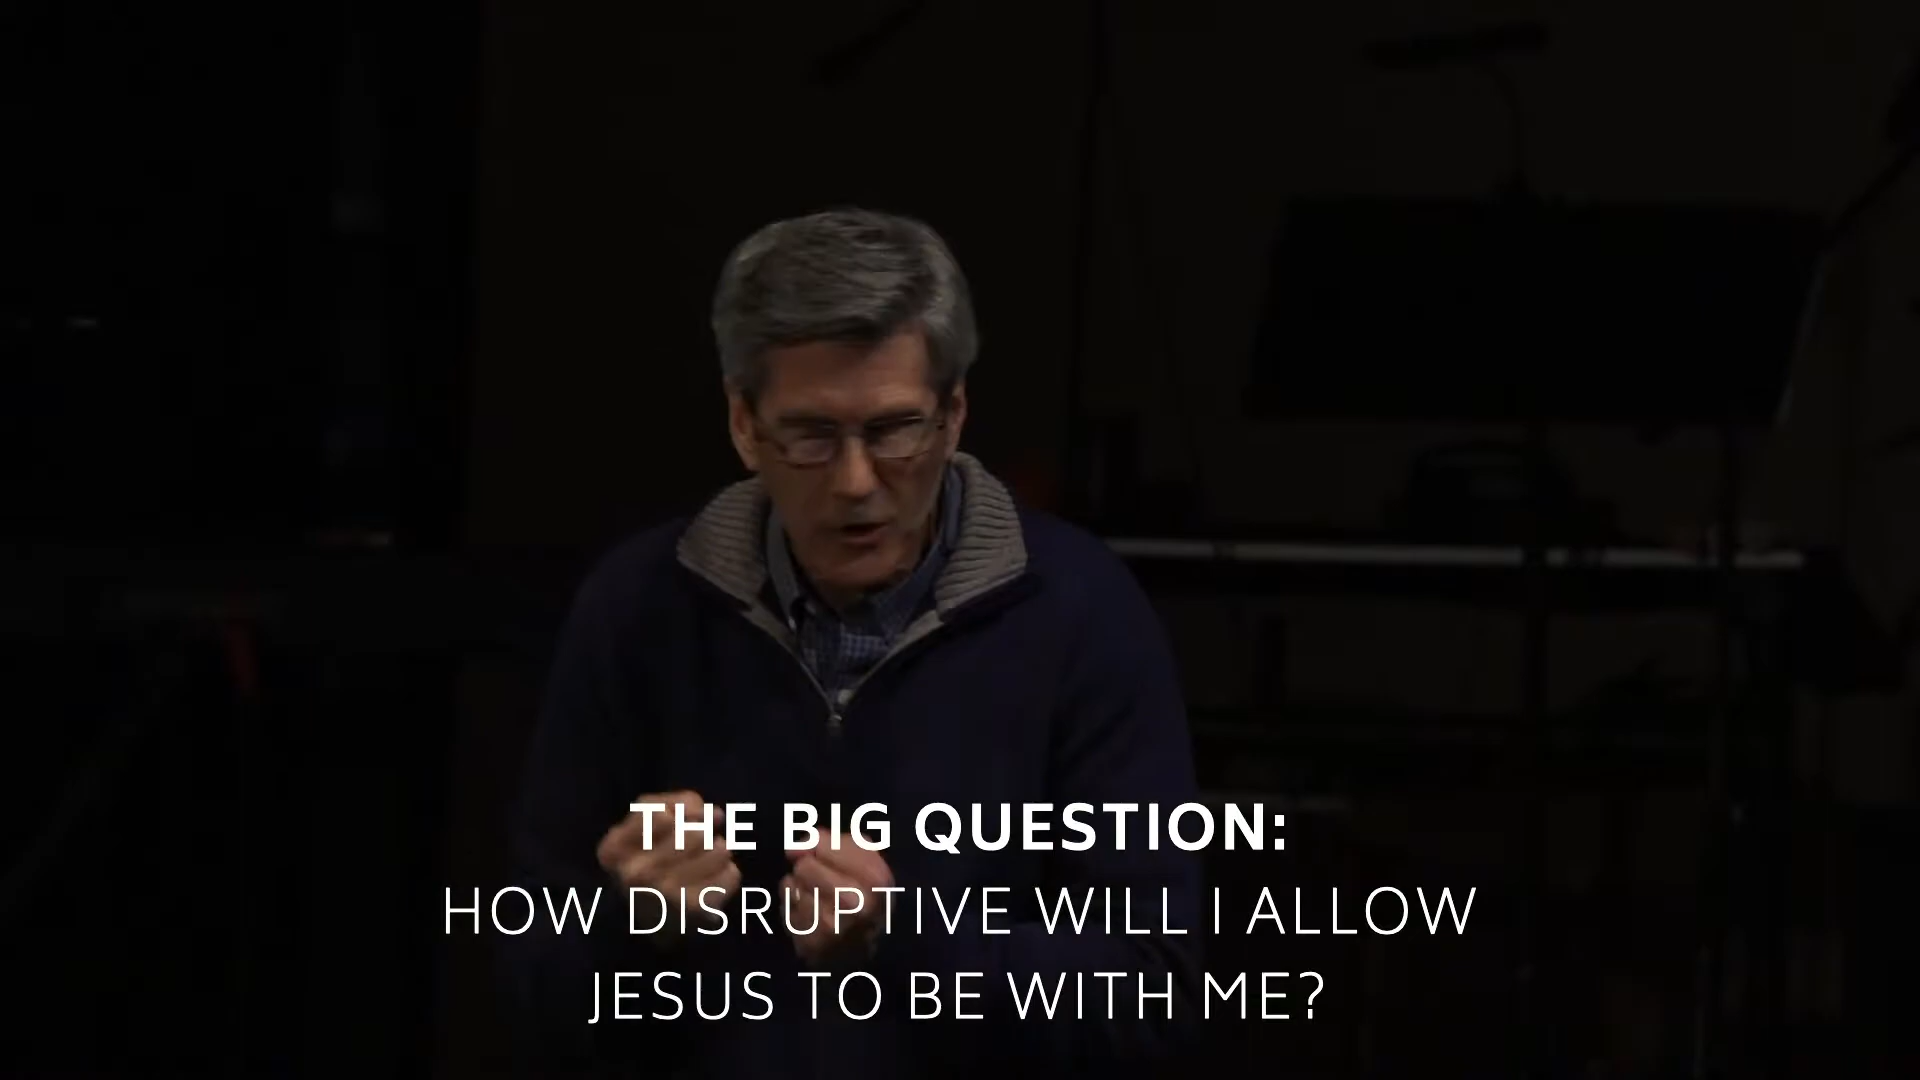 THE BIG QUESTION:
HOW DISRUPTIVE WILL I ALLOW
JESUS TO BE WITH ME?